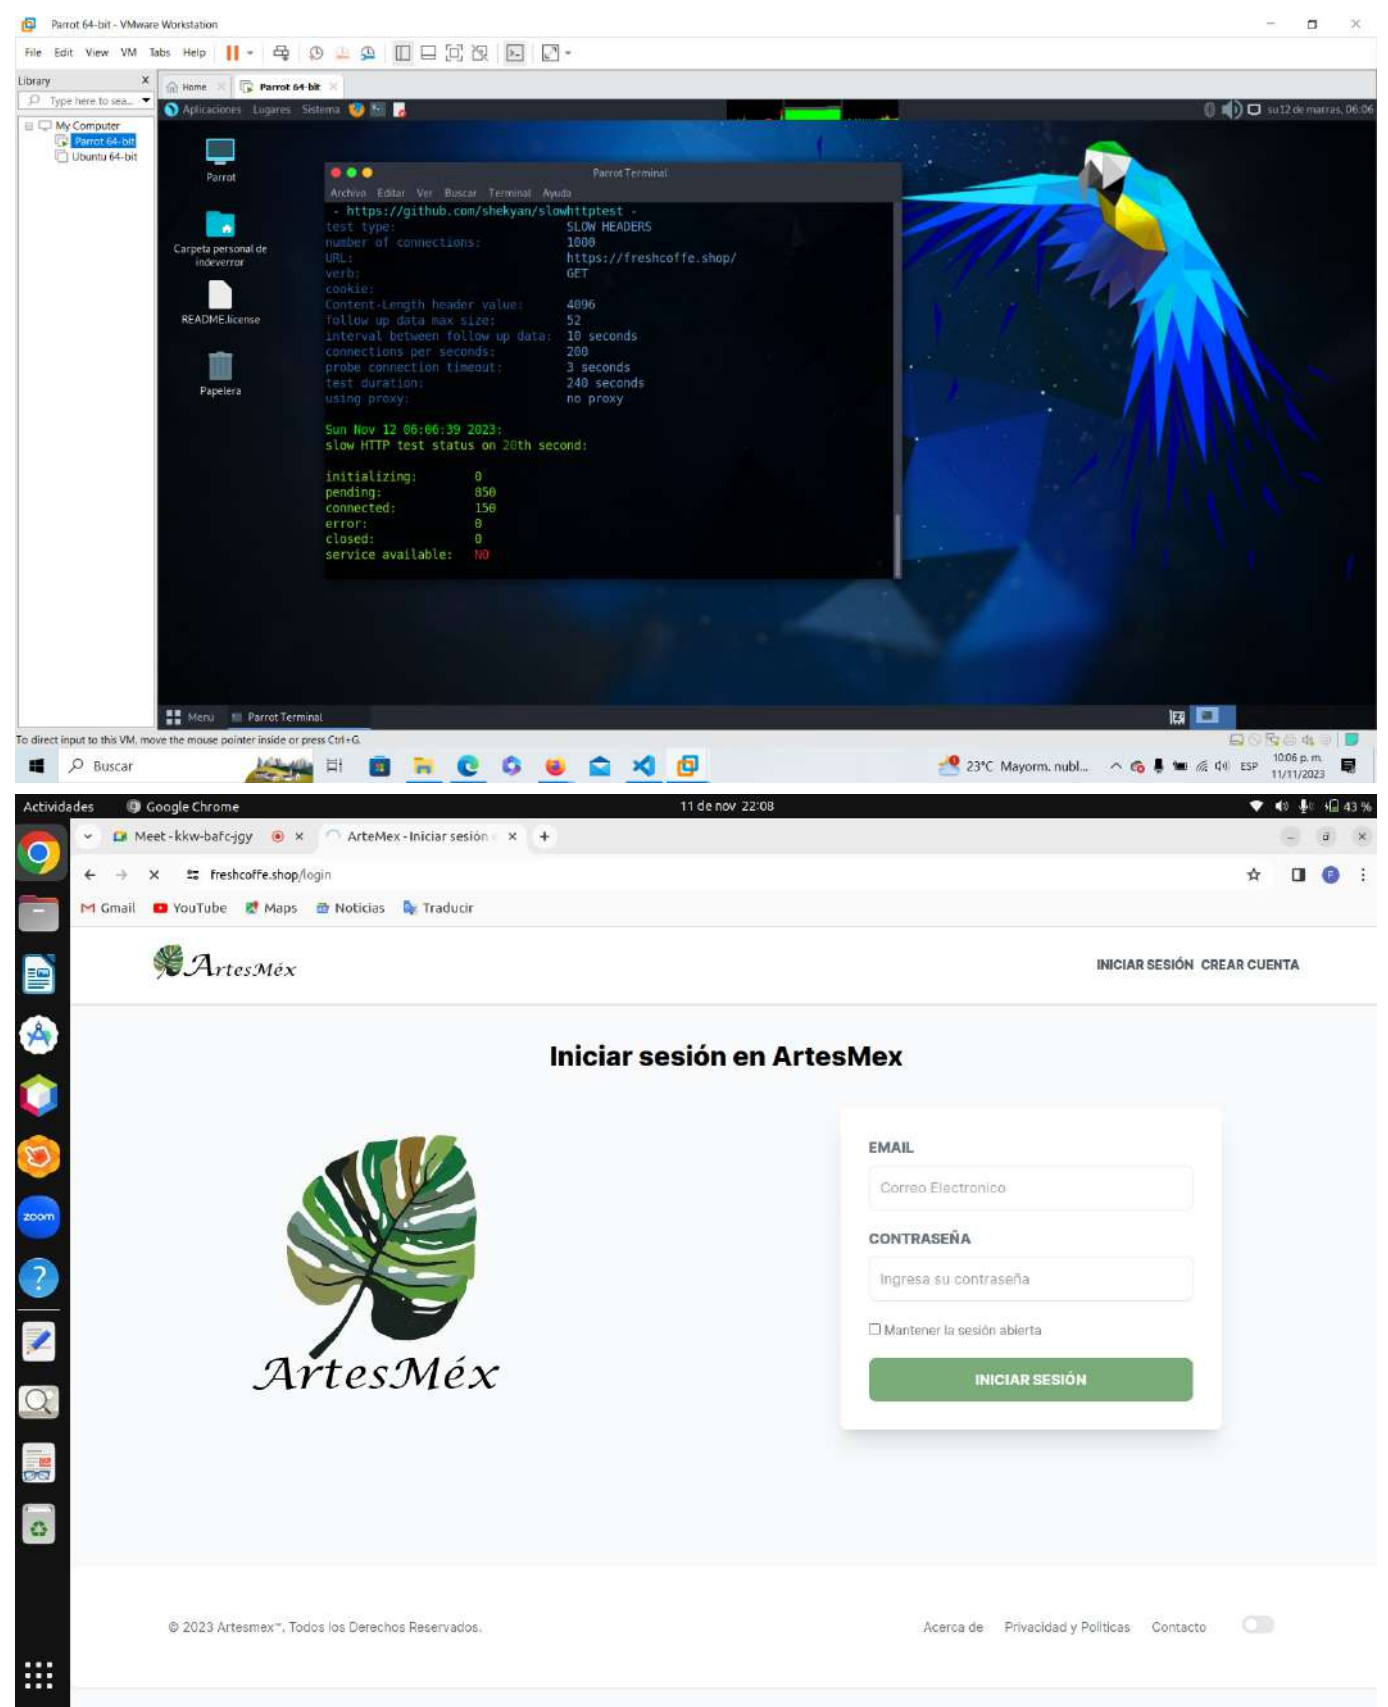 Parrot 64-bit - VMware Workstation
File Edit View VM Tabs Help
Library X
Home
Parrot 64-bit
Type here to sea...
My Computer
Parrot 64-bit
Ubuntu 64-bit
Aplicaciones Lugares Sistema
su12 de marras, 06:06
Parrot
Carpeta personal de
indeverror
README.license
Papelera
Parrot Terminal
Archivo Editar Ver Buscar Terminal Ayuda
- https://github.com/shekyan/slowhttptest -
test type: SLOW HEADERS
number of connections: 1000
URL: https://freshcoffe.shop/
verb: GET
cookie:
Content-Length header value: 4096
follow up data max size: 52
interval between follow up data: 10 seconds
connections per seconds: 200
probe connection timeout: 3 seconds
test duration: 240 seconds
using proxy: no proxy
Sun Nov 12 06:06:39 2023:
slow HTTP test status on 20th second:
initializing: 0
pending: 850
connected: 150
error: 0
closed: 0
service available: NO
Menú Parrot Terminal
To direct input to this VM, move the mouse pointer inside or press Ctrl+G.
Buscar
23°C Mayorm. nubl...
ESP
10:06 p. m.
11/11/2023
Actividades Google Chrome 11 de nov 22:08 43 %
Meet - kkw-bafc-jgy
ArteMex - Iniciar sesión
freshcoffe.shop/login
Gmail YouTube Maps Noticias Traducir
ArtesMéx
INICIAR SESIÓN CREAR CUENTA
Iniciar sesión en ArtesMex
EMAIL
Correo Electronico
CONTRASEÑA
Ingresa su contraseña
Mantener la sesión abierta
INICIAR SESIÓN
ArtesMéx
zoom
© 2023 Artesmex™. Todos los Derechos Reservados.
Acerca de Privacidad y Politicas Contacto